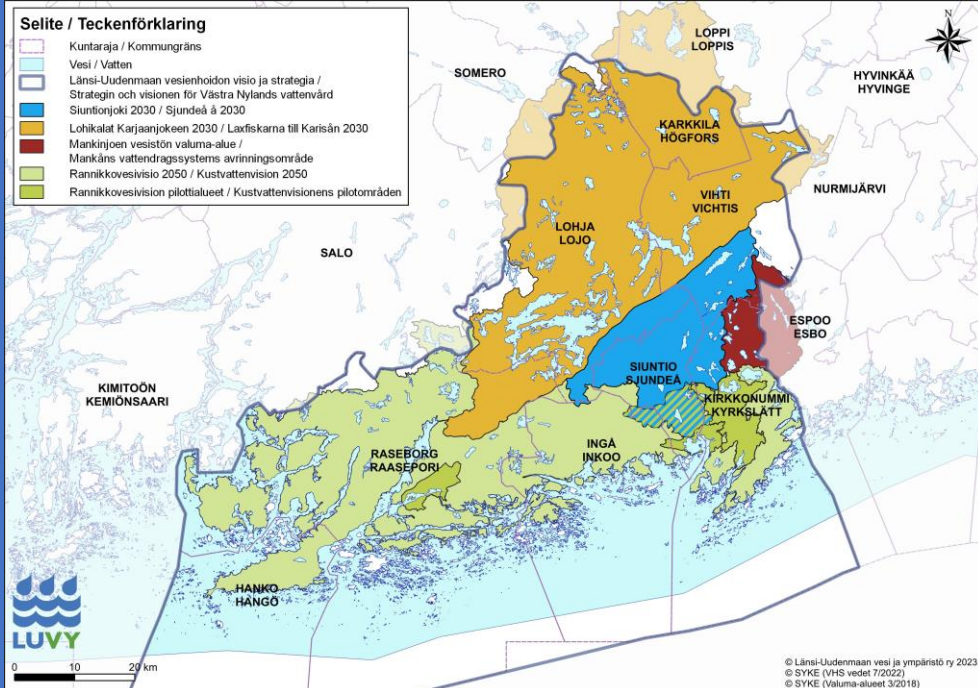 Selite / Teckenförklaring
Kuntaraja / Kommungräns
Vesi / Vatten
Länsi-Uudenmaan vesienhoidon visio ja strategia /
Strategin och visionen för Västra Nylands vattenvård
Siuntionjoki 2030 / Sjundeå å 2030
Lohikalat Karjaanjokeen 2030 / Laxfiskarna till Karisån 2030
Mankinjoen vesistön valuma-alue /
Mankåns vattendragssystems avrinningsområde
Rannikkovesivisio 2050 / Kustvattenvision 2050
Rannikkovesivision pilottialueet / Kustvattenvisionens pilotområden
N
LOPPI
LOPPIS
SOMERO
HYVINKÄÄ
HYVINGE
KARKKILA
HÖGFORS
NURMIJÄRVI
VIHTI
VICHTIS
LOHJA
LOJO
SALO
ESPOO
ESBO
SIUNTIO
SJUNDEÅ
KIMITOÖN
KEMIÖNSAARI
KIRKKONUMMI
KYRKSLÄTT
INGÅ
INKOO
RASEBORG
RAASEPORI
HANKO
HANGÖ
LUVY
0 10 20 km
© Länsi-Uudenmaan vesi ja ympäristö ry 2023
© SYKE (VHS vedet 7/2022)
© SYKE (Valuma-alueet 3/2018)